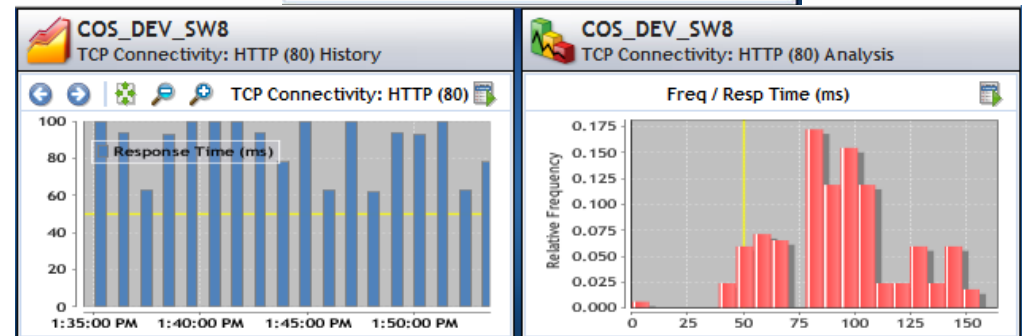 COS_DEV_SW8
TCP Connectivity: HTTP (80) History
TCP Connectivity: HTTP (80)
100
80
60
40
20
0
Response Time (ms)
1:35:00 PM 1:40:00 PM 1:45:00 PM 1:50:00 PM
COS_DEV_SW8
TCP Connectivity: HTTP (80) Analysis
Freq / Resp Time (ms)
Relative Frequency
0.175
0.150
0.125
0.100
0.075
0.050
0.025
0.000
0 25 50 75 100 125 150